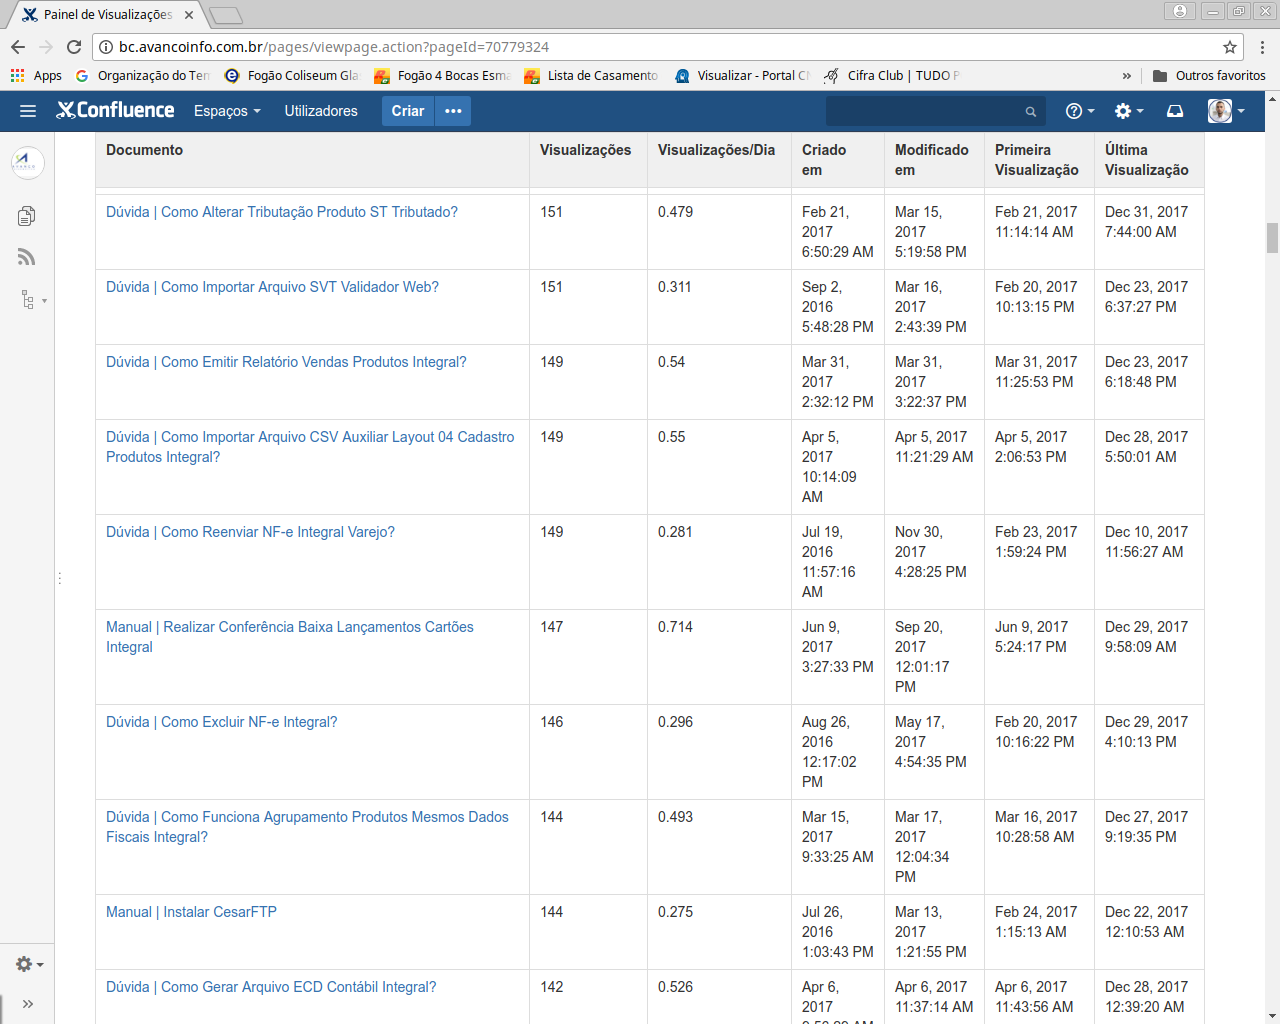 Painel de Visualizações
bc.avancoinfo.com.br/pages/viewpage.action?pageId=70779324
Apps Organização do Ter Fogão Coliseum Gla Fogão 4 Bocas Esma Lista de Casamento Visualizar - Portal C Cifra Club | TUDO » Outros favoritos
Confluence Espaços Utilizadores Criar •••
Documento Visualizações Visualizações/Dia Criado em Modificado em Primeira Visualização Última Visualização
Dúvida | Como Alterar Tributação Produto ST Tributado? 151 0.479 Feb 21, 2017 6:50:29 AM Mar 15, 2017 5:19:58 PM Feb 21, 2017 11:14:14 AM Dec 31, 2017 7:44:00 AM
Dúvida | Como Importar Arquivo SVT Validador Web? 151 0.311 Sep 2, 2016 5:48:28 PM Mar 16, 2017 2:43:39 PM Feb 20, 2017 10:13:15 PM Dec 23, 2017 6:37:27 PM
Dúvida | Como Emitir Relatório Vendas Produtos Integral? 149 0.54 Mar 31, 2017 2:32:12 PM Mar 31, 2017 3:22:37 PM Mar 31, 2017 11:25:53 PM Dec 23, 2017 6:18:48 PM
Dúvida | Como Importar Arquivo CSV Auxiliar Layout 04 Cadastro Produtos Integral? 149 0.55 Apr 5, 2017 10:14:09 AM Apr 5, 2017 11:21:29 AM Apr 5, 2017 2:06:53 PM Dec 28, 2017 5:50:01 AM
Dúvida | Como Reenviar NF-e Integral Varejo? 149 0.281 Jul 19, 2016 11:57:16 AM Nov 30, 2017 4:28:25 PM Feb 23, 2017 1:59:24 PM Dec 10, 2017 11:56:27 AM
Manual | Realizar Conferência Baixa Lançamentos Cartões Integral 147 0.714 Jun 9, 2017 3:27:33 PM Sep 20, 2017 12:01:17 PM Jun 9, 2017 5:24:17 PM Dec 29, 2017 9:58:09 AM
Dúvida | Como Excluir NF-e Integral? 146 0.296 Aug 26, 2016 12:17:02 PM May 17, 2017 4:54:35 PM Feb 20, 2017 10:16:22 PM Dec 29, 2017 4:10:13 PM
Dúvida | Como Funciona Agrupamento Produtos Mesmos Dados Fiscais Integral? 144 0.493 Mar 15, 2017 9:33:25 AM Mar 17, 2017 12:04:34 PM Mar 16, 2017 10:28:58 AM Dec 27, 2017 9:19:35 PM
Manual | Instalar CesarFTP 144 0.275 Jul 26, 2016 1:03:43 PM Mar 13, 2017 1:21:55 PM Feb 24, 2017 1:15:13 AM Dec 22, 2017 12:10:53 AM
Dúvida | Como Gerar Arquivo ECD Contábil Integral? 142 0.526 Apr 6, 2017 Apr 6, 2017 11:37:14 AM Apr 6, 2017 11:43:56 AM Dec 28, 2017 12:39:20 AM